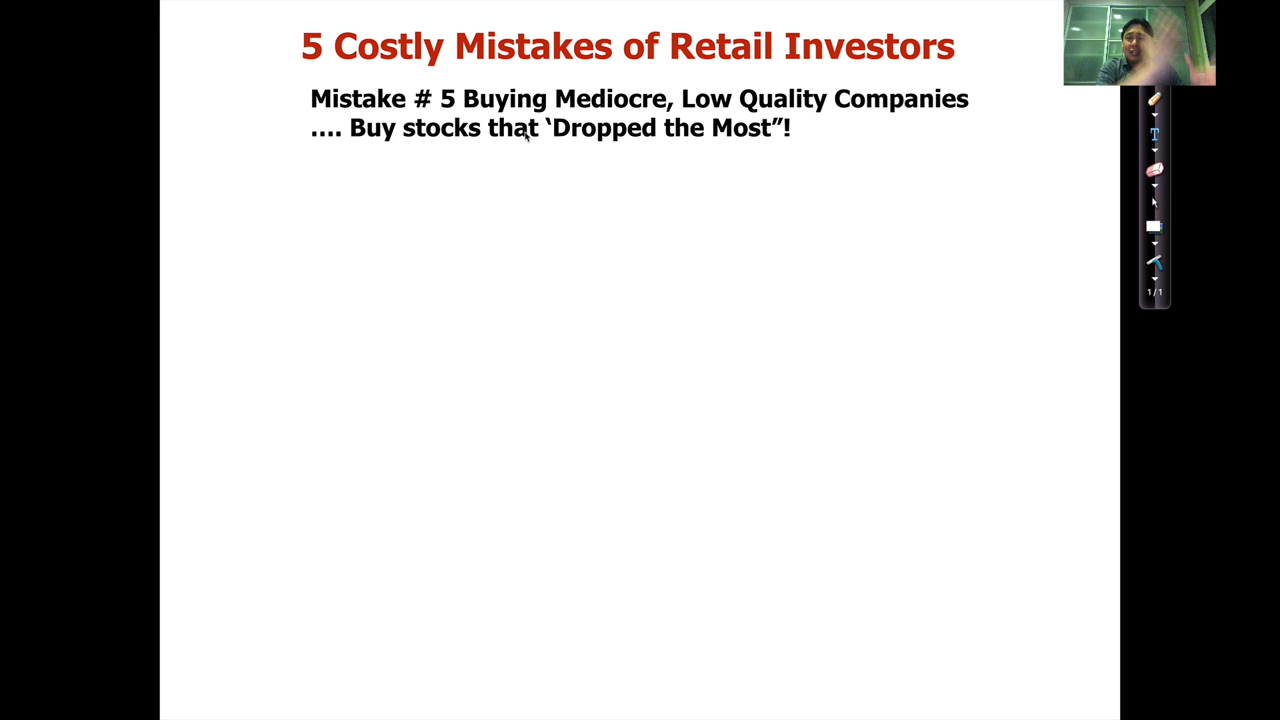 5 Costly Mistakes of Retail Investors
Mistake # 5 Buying Mediocre, Low Quality Companies
.... Buy stocks that ‘Dropped the Most”!
T
1/1